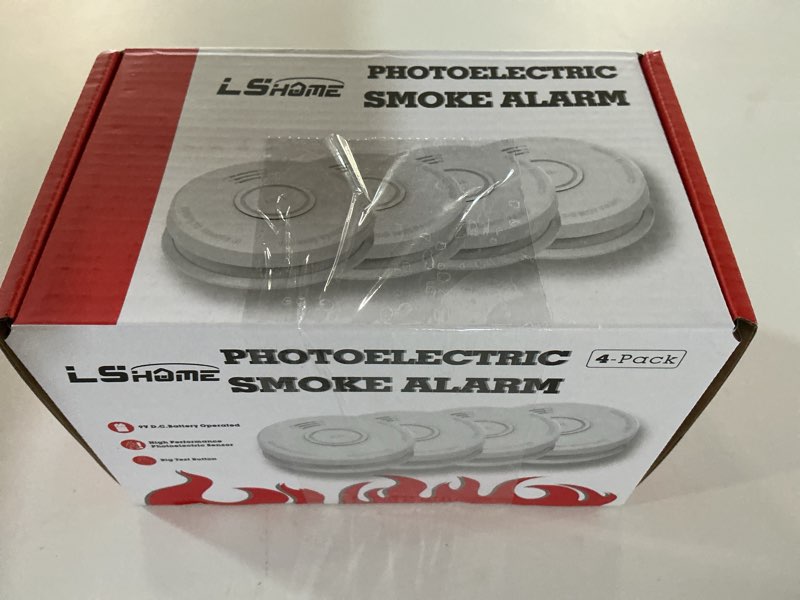 LSHOME
PHOTOELECTRIC
SMOKE ALARM
LSHOME
PHOTOELECTRIC
SMOKE ALARM
4-Pack
9V D.C. Battery Operated
High Performance
Photoelectric Sensor
Big Test Button